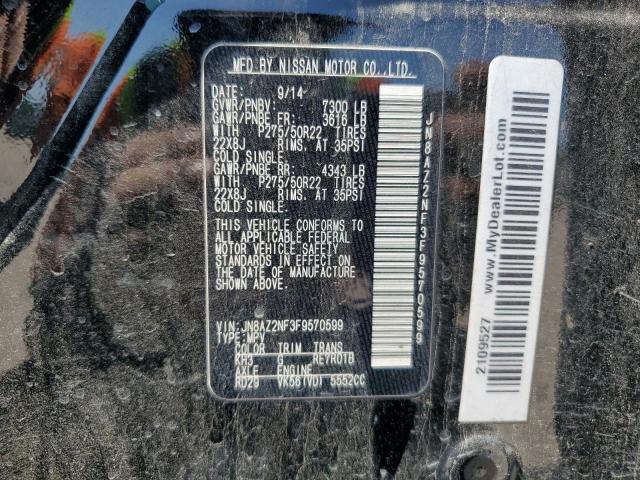 MFD BY NISSAN MOTOR CO.,LTD.
DATE: 9/14
GVWR/PNBV: 7300 LB
GAWR/PNBE FR: 3616 LB
WITH P275/50R22 TIRES
22X8J RIMS. AT 35PSI
COLD SINGLE.
GAWR/PNBE RR: 4343 LB
WITH P275/50R22 TIRES
22X8J RIMS. AT 35PSI
COLD SINGLE.
THIS VEHICLE CONFORMS TO
ALL APPLICABLE FEDERAL
MOTOR VEHICLE SAFETY
STANDARDS IN EFFECT ON
THE DATE OF MANUFACTURE
SHOWN ABOVE.
VIN: JN8AZ2NF3F9570599
TYPE: MPV
COLOR TRIM TRANS
KH3 G RE7R01B
AXLE ENGINE
RD29 VK56[VD] 5552CC
JN8AZ2NF3F9570599
www.MyDealerLot.com
2109527